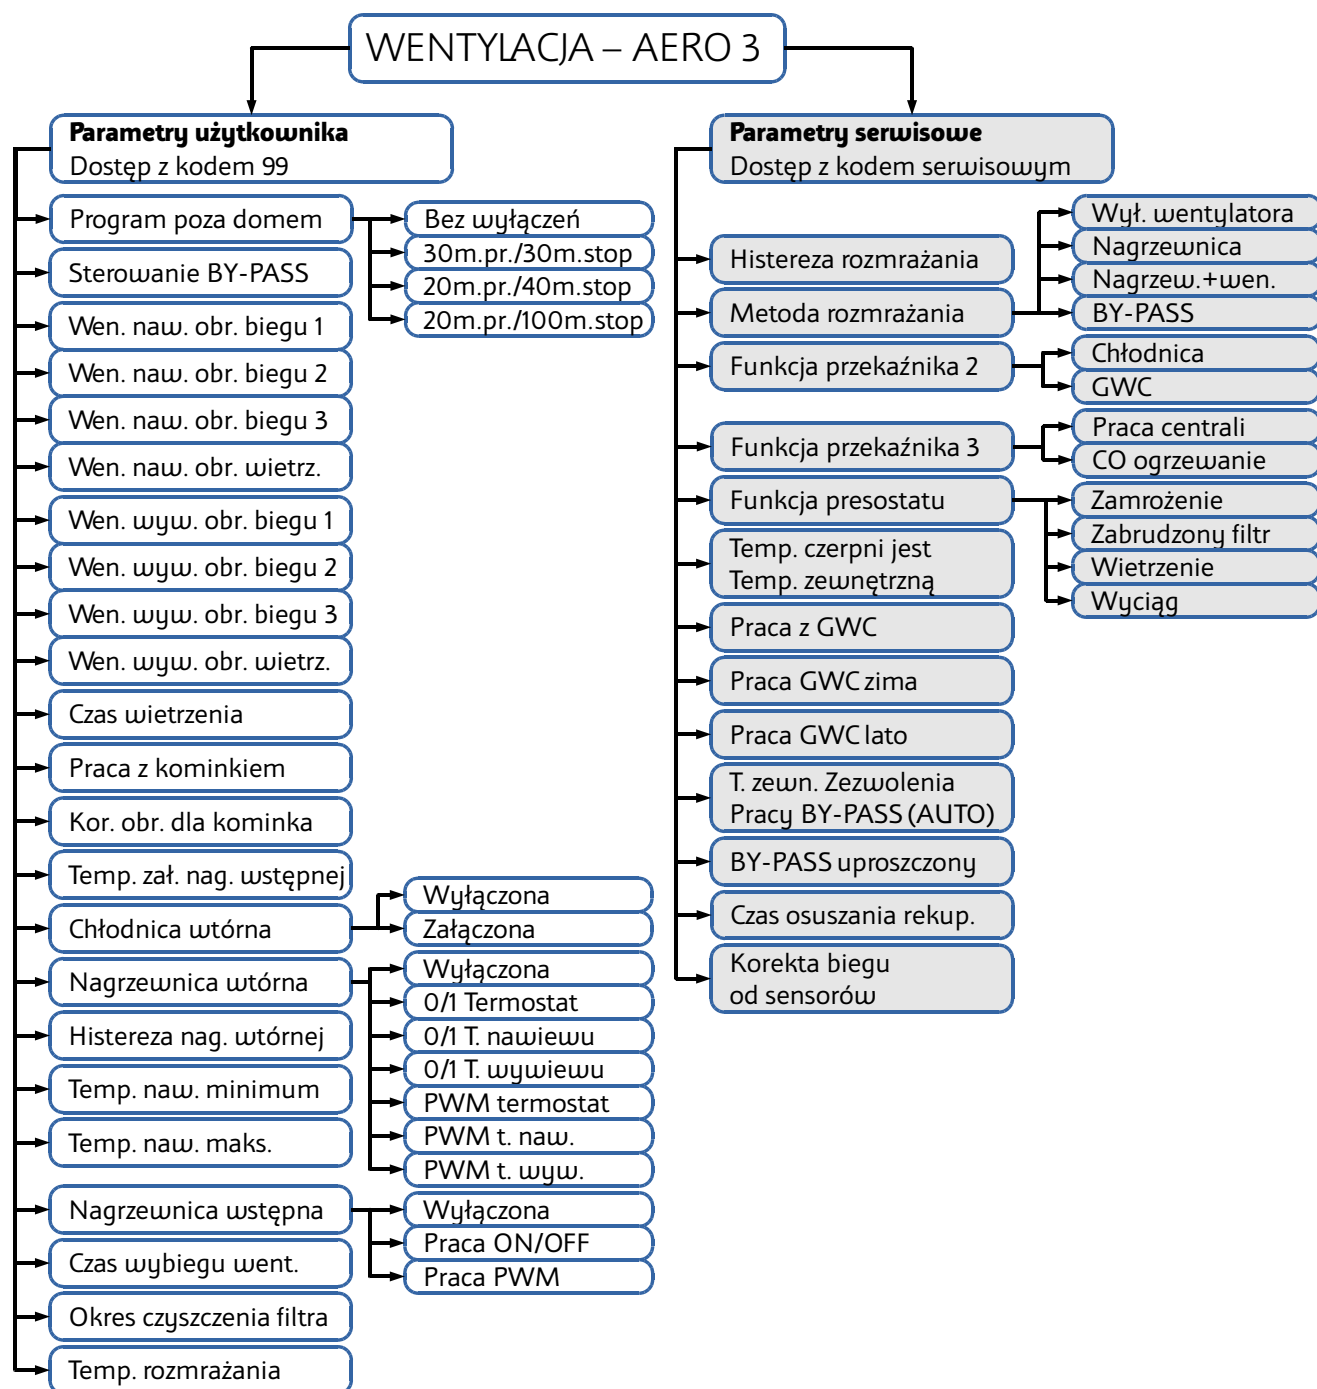 WENTYLACJA – AERO 3
Parametry użytkownika
Dostęp z kodem 99
Program poza domem
Bez wyłączeń
30m.pr./30m.stop
20m.pr./40m.stop
20m.pr./100m.stop
Sterowanie BY-PASS
Wen. naw. obr. biegu 1
Wen. naw. obr. biegu 2
Wen. naw. obr. biegu 3
Wen. naw. obr. wietrz.
Wen. wyw. obr. biegu 1
Wen. wyw. obr. biegu 2
Wen. wyw. obr. biegu 3
Wen. wyw. obr. wietrz.
Czas wietrzenia
Praca z kominkiem
Kor. obr. dla kominka
Temp. zał. nag. wstępnej
Chłodnica wtórna
Wyłączona
Załączona
Nagrzewnica wtórna
Wyłączona
0/1 Termostat
0/1 T. nawiewu
0/1 T. wywiewu
PWM termostat
PWM t. naw.
PWM t. wyw.
Histereza nag. wtórnej
Temp. naw. minimum
Temp. naw. maks.
Nagrzewnica wstępna
Wyłączona
Praca ON/OFF
Praca PWM
Czas wybiegu went.
Okres czyszczenia filtra
Temp. rozmrażania
Parametry serwisowe
Dostęp z kodem serwisowym
Histereza rozmrażania
Metoda rozmrażania
Wył. wentylatora
Nagrzewnica
Nagrzew.+wen.
BY-PASS
Funkcja przekaźnika 2
Chłodnica
GWC
Funkcja przekaźnika 3
Praca centrali
CO ogrzewanie
Funkcja presostatu
Zamrożenie
Zabrudzony filtr
Wietrzenie
Wyciąg
Temp. czerpni jest
Temp. zewnętrzną
Praca z GWC
Praca GWC zima
Praca GWC lato
T. zewn. Zezwolenia
Pracy BY-PASS (AUTO)
BY-PASS uproszczony
Czas osuszania rekup.
Korekta biegu
od sensorów